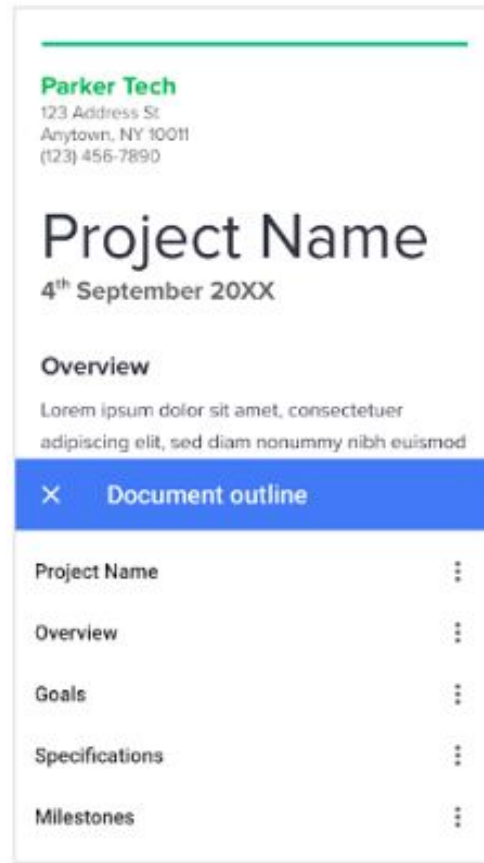 Parker Tech
123 Address St
Anytown, NY 10011
(123) 456-7890
Project Name
4th September 20XX
Overview
Lorem ipsum dolor sit amet, consectetuer
adipiscing elit, sed diam nonummy nibh euismod
Document outline
Project Name
Overview
Goals
Specifications
Milestones